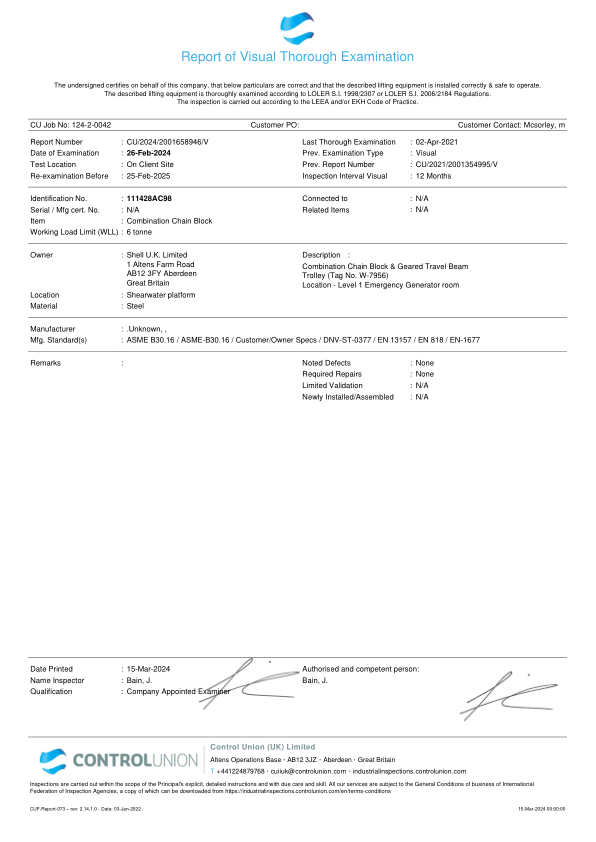 Report of Visual Thorough Examination
The undersigned certifies on behalf of this company, that below particulars are correct and that the described lifting equipment is installed correctly & safe to operate.
The described lifting equipment is thoroughly examined according to LOLER S.I. 1998/2307 or LOLER S.I. 2006/2184 Regulations.
The inspection is carried out according to the LEEA and/or EKH Code of Practice.
CU Job No: 124-2-0042 Customer PO: Customer Contact: Mcsorley, m
Report Number : CU/2024/2001658946/V Last Thorough Examination : 02-Apr-2021
Date of Examination : 26-Feb-2024 Prev. Examination Type : Visual
Test Location : On Client Site Prev. Report Number : CU/2021/2001354995/V
Re-examination Before : 25-Feb-2025 Inspection Interval Visual : 12 Months
Identification No. : 111428AC98 Connected to : N/A
Serial / Mfg cert. No. : N/A Related Items : N/A
Item : Combination Chain Block
Working Load Limit (WLL) : 6 tonne
Owner : Shell U.K. Limited Description :
1 Altens Farm Road Combination Chain Block & Geared Travel Beam
AB12 3FY Aberdeen Trolley (Tag No. W-7956)
Great Britain Location - Level 1 Emergency Generator room
Location : Shearwater platform
Material : Steel
Manufacturer : .Unknown, ,
Mfg. Standard(s) : ASME B30.16 / ASME-B30.16 / Customer/Owner Specs / DNV-ST-0377 / EN 13157 / EN 818 / EN-1677
Remarks : Noted Defects : None
Required Repairs : None
Limited Validation : N/A
Newly Installed/Assembled : N/A
Date Printed : 15-Mar-2024 Authorised and competent person:
Name Inspector : Bain, J. Bain, J.
Qualification : Company Appointed Examiner
CONTROLUNION
Control Union (UK) Limited
Altens Operations Base · AB12 3JZ · Aberdeen · Great Britain
T +441224879768 · cuiiuk@controlunion.com · industrialinspections.controlunion.com
Inspections are carried out within the scope of the Principal's explicit, detailed instructions and with due care and skill. All our services are subject to the General Conditions of business of International
Federation of Inspection Agencies, a copy of which can be downloaded from https://industrialinspections.controlunion.com/en/terms-conditions
CUF-Report-073 – rev: 2.14.1.0 - Date: 03-Jun-2022 15-Mar-2024 00:00:00